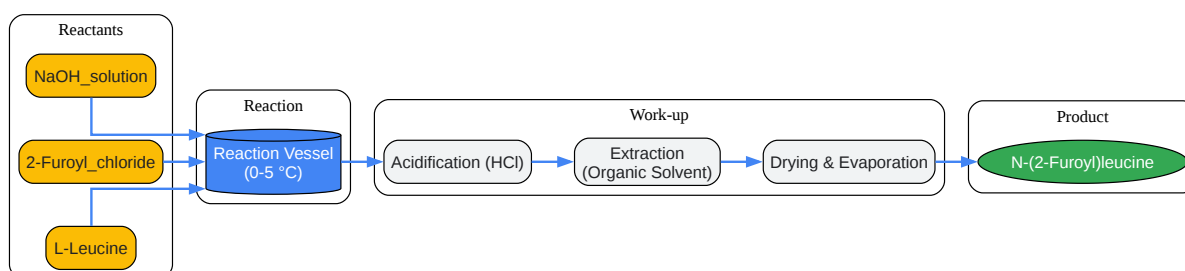 Reactants
NaOH_solution
2-Furoyl_chloride
L-Leucine
Reaction
Reaction Vessel
(0-5 °C)
Work-up
Acidification (HCl)
Extraction
(Organic Solvent)
Drying & Evaporation
Product
N-(2-Furoyl)leucine